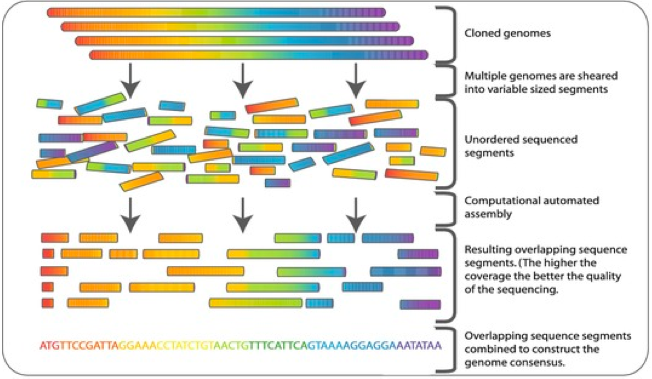 Cloned genomes
Multiple genomes are sheared
into variable sized segments
Unordered sequenced
segments
Computational automated
assembly
Resulting overlapping sequence
segments. (The higher the
coverage the better the quality
of the sequencing.
ATGTTCCGATTAGGAAACCTATCTGTAACTGTTTCATTCAGTAAAAGGAGGAAATATAA
Overlapping sequence segments
combined to construct the
genome consensus.